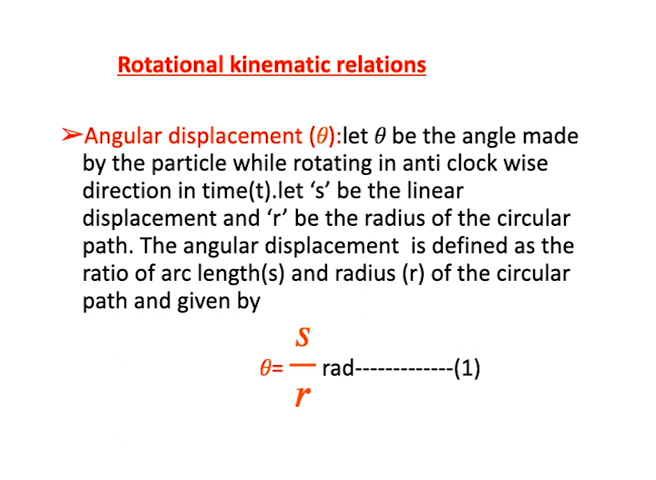 Rotational kinematic relations
➢Angular displacement (θ):let θ be the angle made
by the particle while rotating in anti clock wise
direction in time(t).let ‘s’ be the linear
displacement and ‘r’ be the radius of the circular
path. The angular displacement is defined as the
ratio of arc length(s) and radius (r) of the circular
path and given by
s
θ= — rad-------------(1)
r